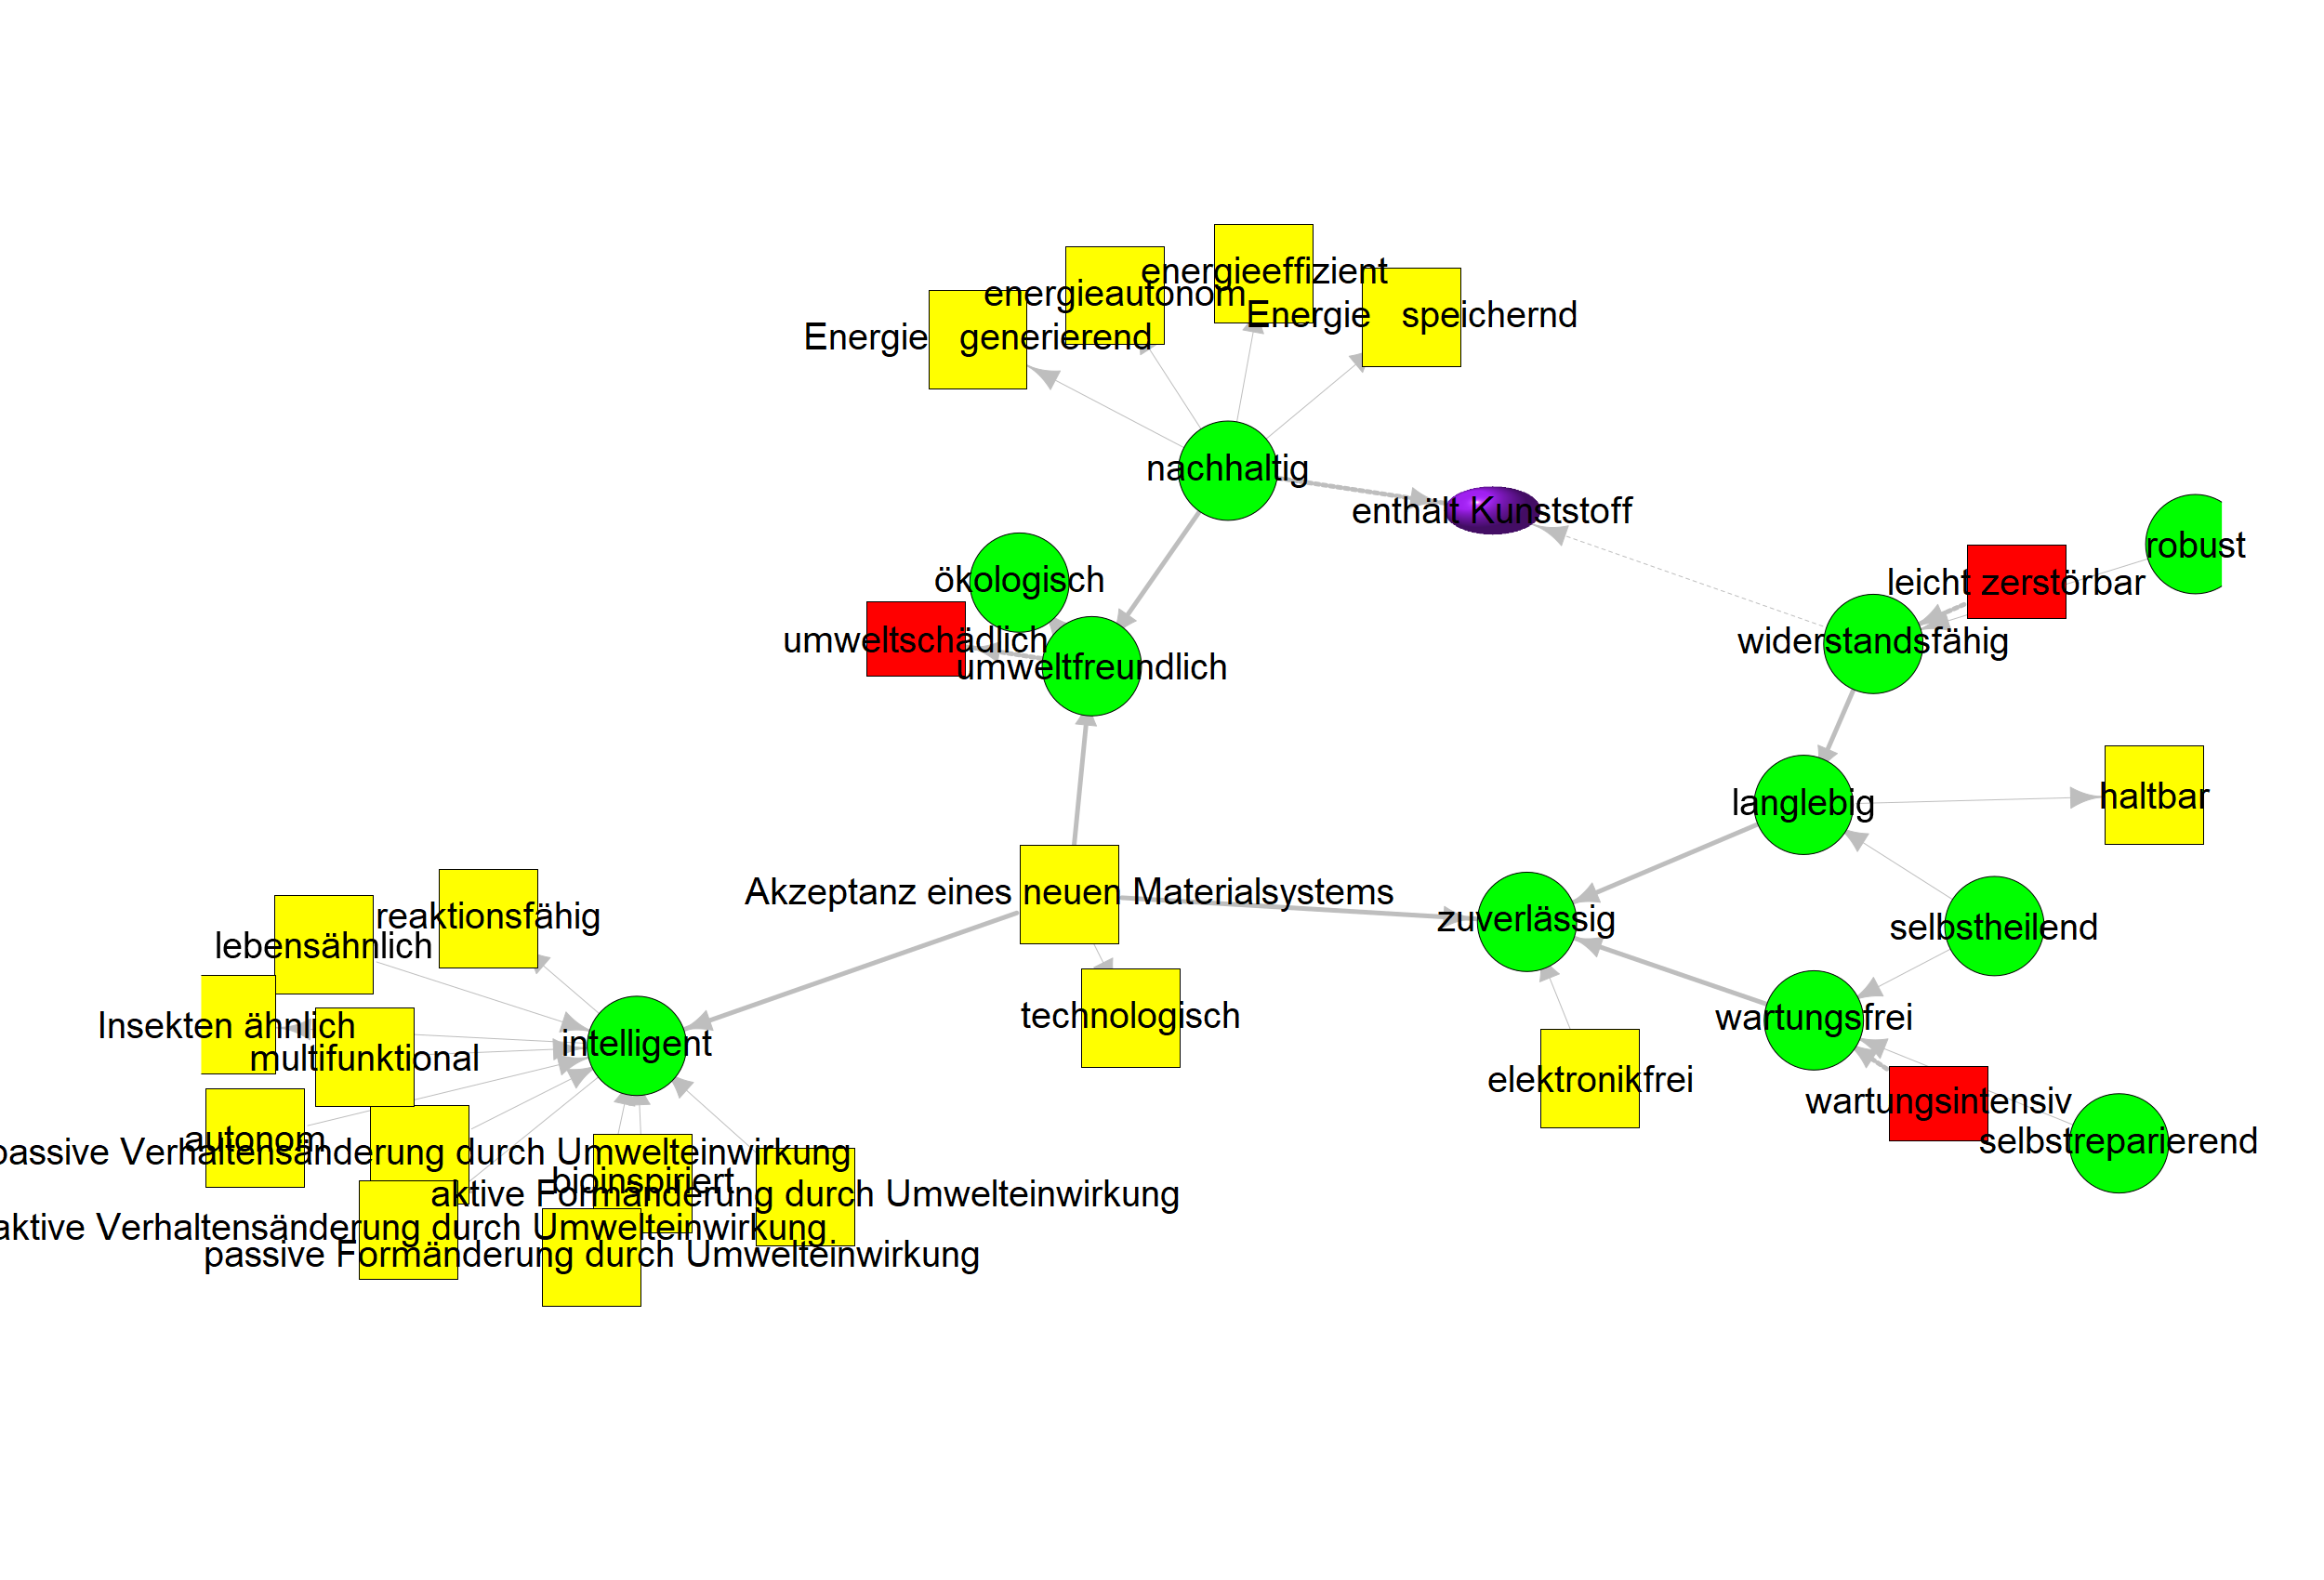 energieeffizient
energieautonom
Energie speichernd
Energie generierend
nachhaltig
enthält Kunststoff
robust
ökologisch
leicht zerstörbar
umweltschädlich
widerstandsfähig
umweltfreundlich
haltbar
langlebig
Akzeptanz eines neuen Materialsystems
reaktionsfähig
zuverlässig
selbstheilend
lebensähnlich
technologisch
wartungsfrei
Insekten ähnlich
intelligent
multifunktional
elektronikfrei
wartungsintensiv
autonom
selbstreparierend
passive Verhaltensänderung durch Umwelteinwirkung
bioinspiriert
aktive Formänderung durch Umwelteinwirkung
aktive Verhaltensänderung durch Umwelteinwirkung
passive Formänderung durch Umwelteinwirkung